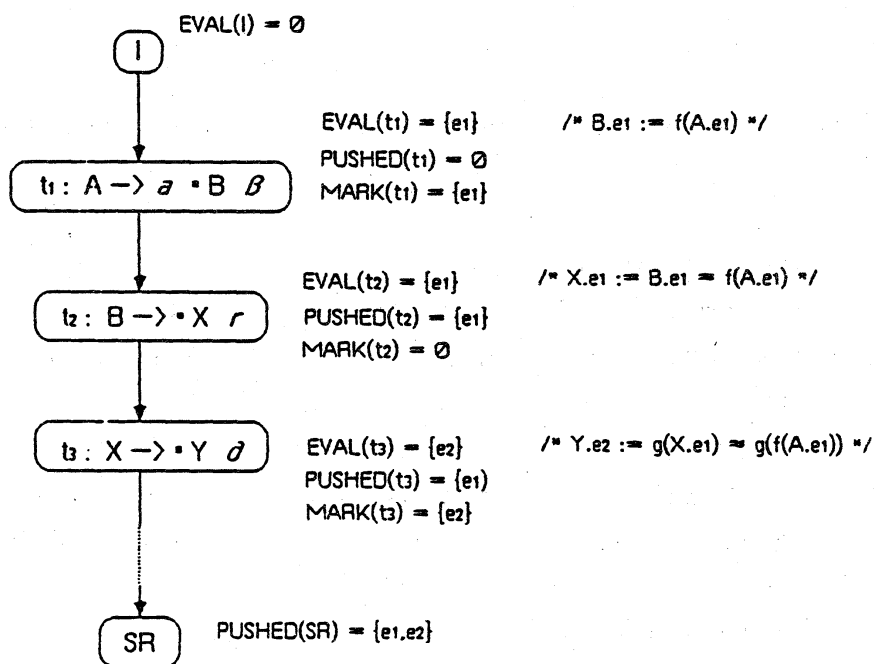 EVAL(I) = ∅
I
EVAL(t1) = {e1} /* B.e1 := f(A.e1) */
PUSHED(t1) = ∅
t1: A —> a • B β
MARK(t1) = {e1}
EVAL(t2) = {e1} /* X.e1 := B.e1 = f(A.e1) */
t2: B —> • X r
PUSHED(t2) = {e1}
MARK(t2) = ∅
t3: X —> • Y ∂
EVAL(t3) = {e2} /* Y.e2 := g(X.e1) = g(f(A.e1)) */
PUSHED(t3) = {e1)
MARK(t3) = {e2}
SR
PUSHED(SR) = {e1,e2}